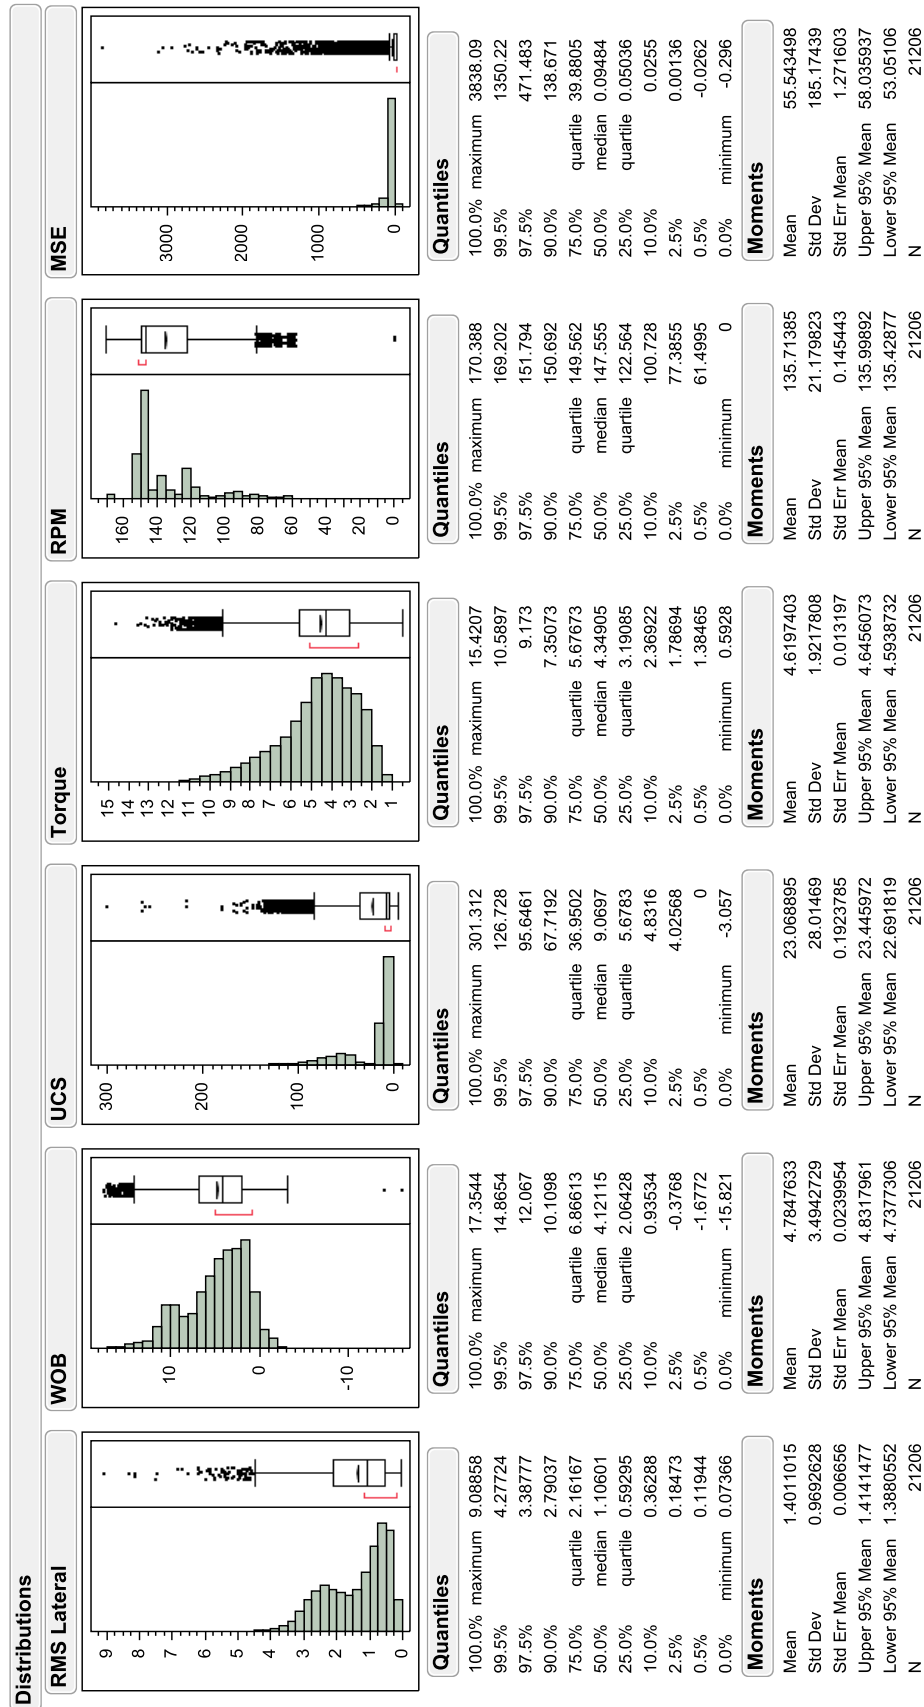 Distributions
RMS Lateral
9
8
7
6
5
4
3
2
1
0
Quantiles
100.0% maximum 9.08858
99.5% 4.27724
97.5% 3.38777
90.0% 2.79037
75.0% quartile 2.16167
50.0% median 1.10601
25.0% quartile 0.59295
10.0% 0.36288
2.5% 0.18473
0.5% 0.11944
0.0% minimum 0.07366
Moments
Mean 1.4011015
Std Dev 0.9692628
Std Err Mean 0.006656
Upper 95% Mean 1.4141477
Lower 95% Mean 1.3880552
N 21206
WOB
10
0
-10
Quantiles
100.0% maximum 17.3544
99.5% 14.8654
97.5% 12.067
90.0% 10.1098
75.0% quartile 6.86613
50.0% median 4.12115
25.0% quartile 2.06428
10.0% 0.93534
2.5% -0.3768
0.5% -1.6772
0.0% minimum -15.821
Moments
Mean 4.7847633
Std Dev 3.4942729
Std Err Mean 0.0239954
Upper 95% Mean 4.8317961
Lower 95% Mean 4.7377306
N 21206
UCS
300
200
100
0
Quantiles
100.0% maximum 301.312
99.5% 126.728
97.5% 95.6461
90.0% 67.7192
75.0% quartile 36.9502
50.0% median 9.0697
25.0% quartile 5.6783
10.0% 4.8316
2.5% 4.02568
0.5% 0
0.0% minimum -3.057
Moments
Mean 23.068895
Std Dev 28.01469
Std Err Mean 0.1923785
Upper 95% Mean 23.445972
Lower 95% Mean 22.691819
N 21206
Torque
15
14
13
12
11
10
9
8
7
6
5
4
3
2
1
Quantiles
100.0% maximum 15.4207
99.5% 10.5897
97.5% 9.173
90.0% 7.35073
75.0% quartile 5.67673
50.0% median 4.34905
25.0% quartile 3.19085
10.0% 2.36922
2.5% 1.78694
0.5% 1.38465
0.0% minimum 0.5928
Moments
Mean 4.6197403
Std Dev 1.9217808
Std Err Mean 0.013197
Upper 95% Mean 4.6456073
Lower 95% Mean 4.5938732
N 21206
RPM
160
140
120
100
80
60
40
20
0
Quantiles
100.0% maximum 170.388
99.5% 169.202
97.5% 151.794
90.0% 150.692
75.0% quartile 149.562
50.0% median 147.555
25.0% quartile 122.564
10.0% 100.728
2.5% 77.3855
0.5% 61.4995
0.0% minimum 0
Moments
Mean 135.71385
Std Dev 21.179823
Std Err Mean 0.145443
Upper 95% Mean 135.99892
Lower 95% Mean 135.42877
N 21206
MSE
3000
2000
1000
0
Quantiles
100.0% maximum 3838.09
99.5% 1350.22
97.5% 471.483
90.0% 138.671
75.0% quartile 39.8805
50.0% median 0.09484
25.0% quartile 0.05036
10.0% 0.0255
2.5% 0.00136
0.5% -0.0262
0.0% minimum -0.296
Moments
Mean 55.543498
Std Dev 185.17439
Std Err Mean 1.271603
Upper 95% Mean 58.035937
Lower 95% Mean 53.05106
N 21206